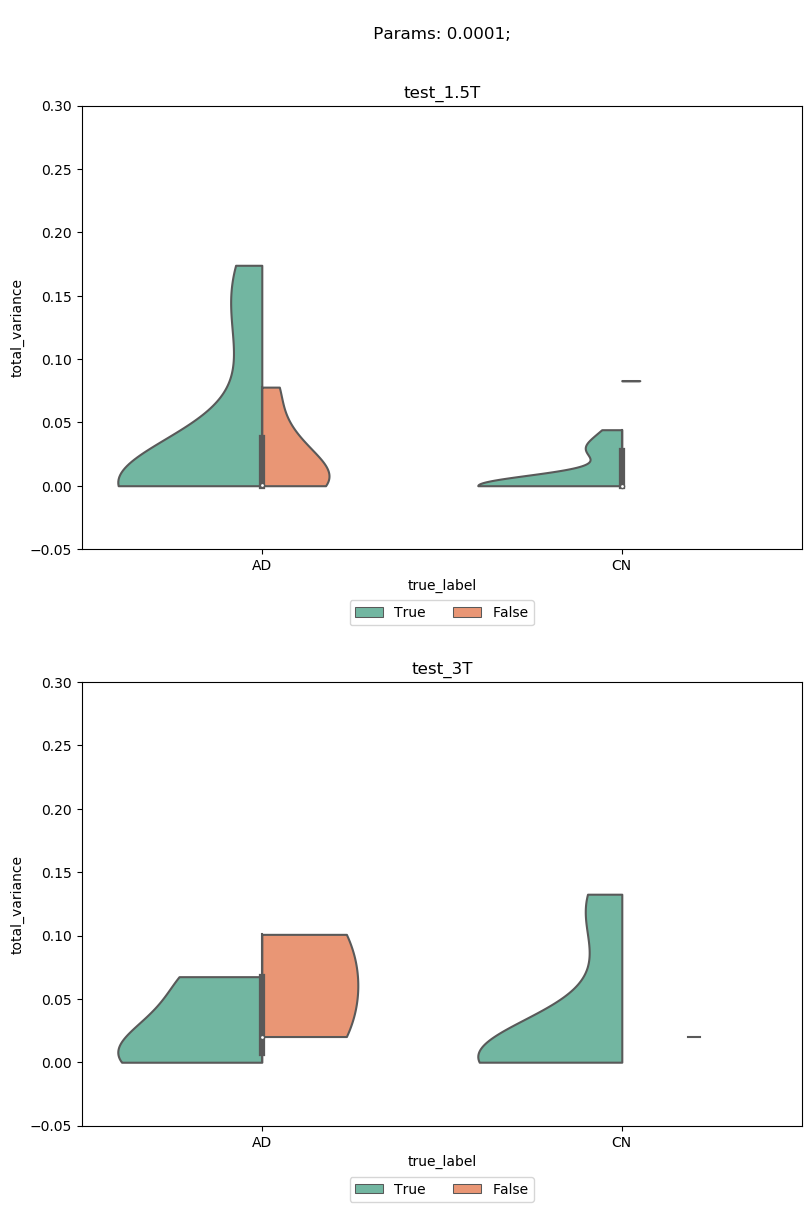 Params: 0.0001;
test_1.5T
0.30
0.25
0.20
0.15
0.10
0.05
0.00
−0.05
total_variance
AD
CN
true_label
True
False
test_3T
0.30
0.25
0.20
0.15
0.10
0.05
0.00
−0.05
total_variance
AD
CN
true_label
True
False